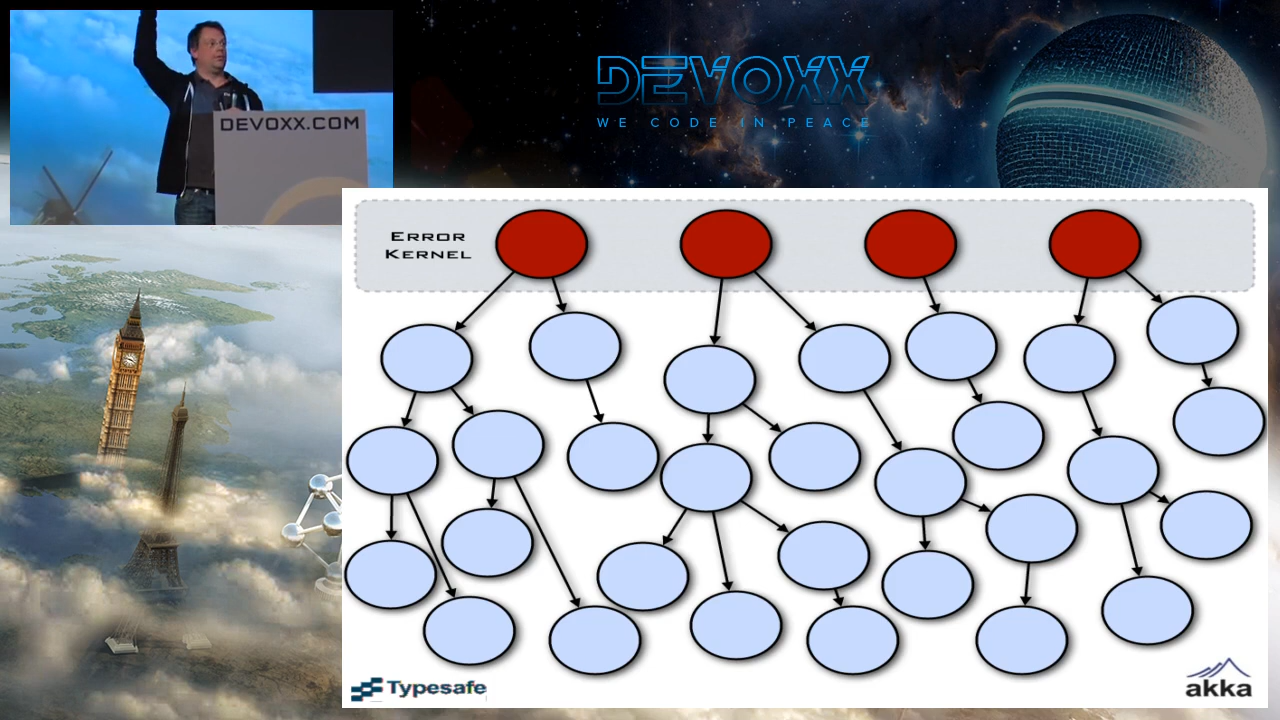 DEVOXX
WE CODE IN PEACE
DEVOXX.COM
ERROR
KERNEL
Typesafe
akka